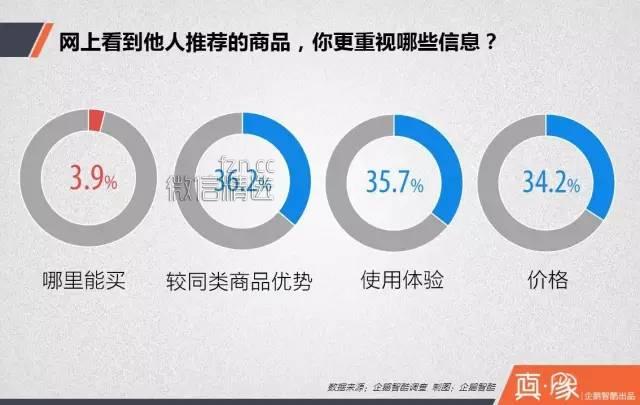 网上看到他人推荐的商品，你更重视哪些信息？
3.9%
36.2%
35.7%
34.2%
fzn.cc
微信精选
哪里能买
较同类商品优势
使用体验
价格
数据来源：企鹅智酷调查 制图：企鹅智酷
真·像
企鹅智酷出品